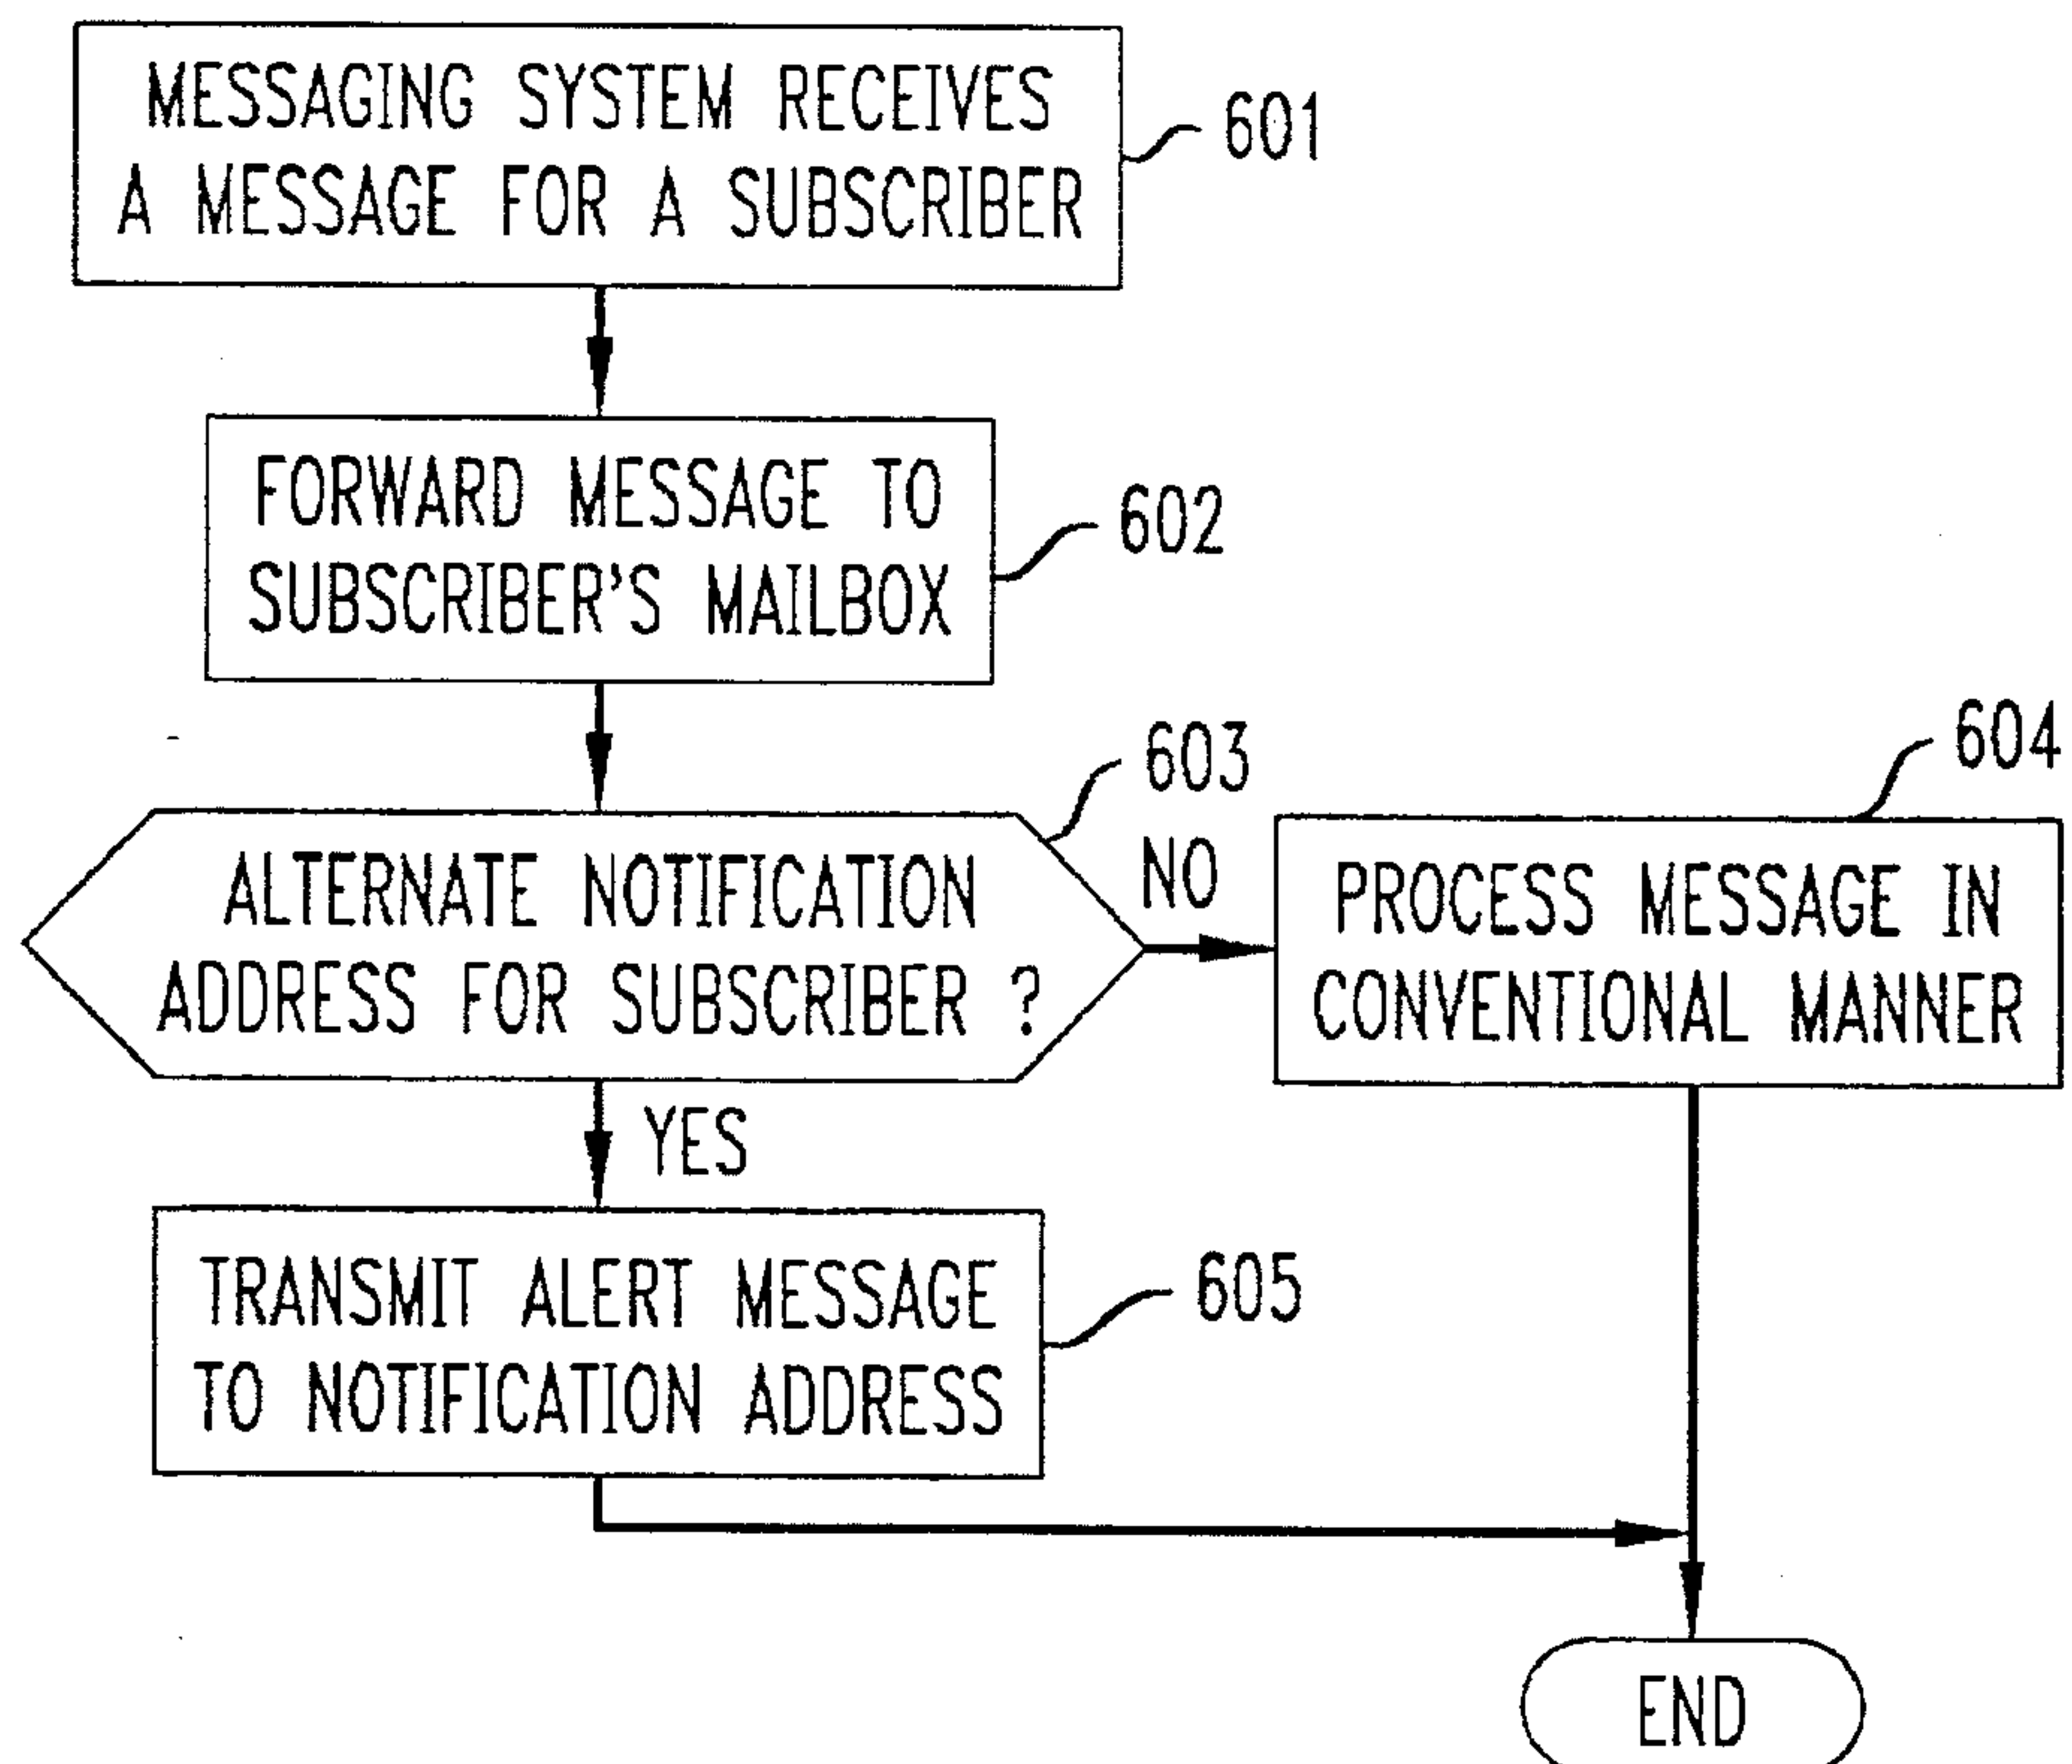 MESSAGING SYSTEM RECEIVES
A MESSAGE FOR A SUBSCRIBER
601
FORWARD MESSAGE TO
SUBSCRIBER'S MAILBOX
602
603
ALTERNATE NOTIFICATION
ADDRESS FOR SUBSCRIBER ?
NO
604
PROCESS MESSAGE IN
CONVENTIONAL MANNER
YES
TRANSMIT ALERT MESSAGE
TO NOTIFICATION ADDRESS
605
END